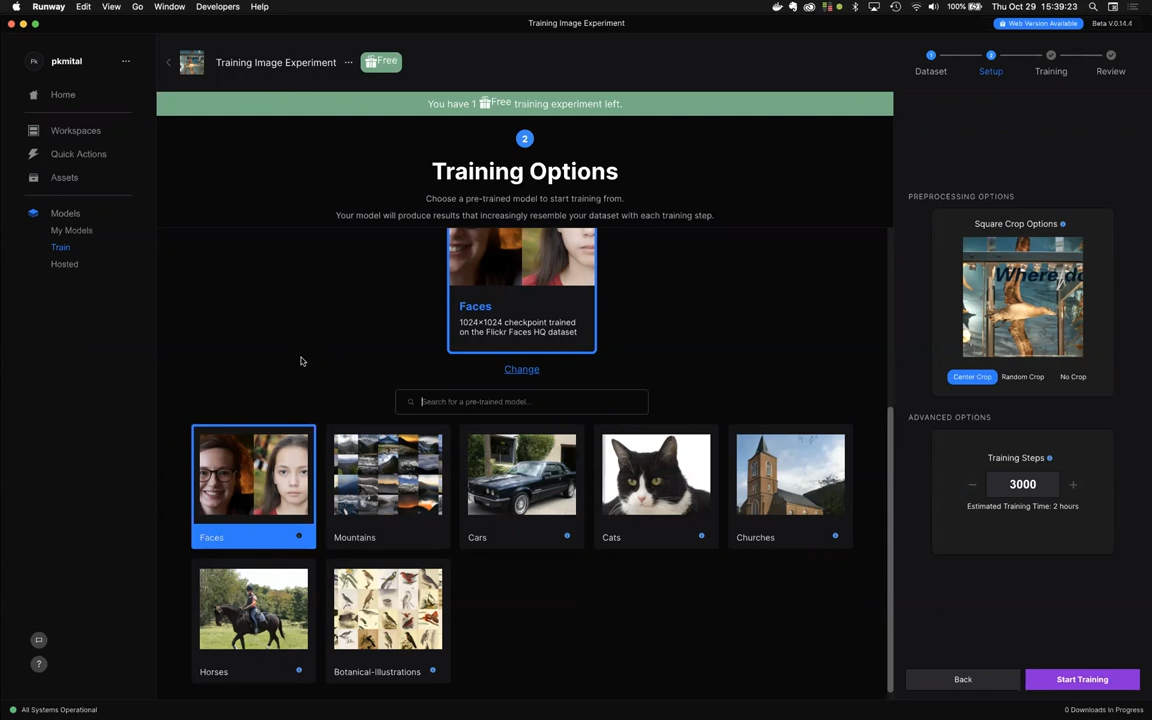 Runway File Edit View Go Window Developers Help
100% Thu Oct 29 15:39:23
Training Image Experiment
Web Version Available
Beta V.0.14.4
Pk pkmital
Home
Workspaces
Quick Actions
Assets
Models
My Models
Train
Hosted
All Systems Operational
Training Image Experiment
Free
You have 1 Free training experiment left.
2
Training Options
Choose a pre-trained model to start training from.
Your model will produce results that increasingly resemble your dataset with each training step.
Faces
1024×1024 checkpoint trained
on the Flickr Faces HQ dataset
Change
Search for a pre-trained model...
Faces
Mountains
Cars
Cats
Churches
Horses
Botanical-Illustrations
1 2
Dataset Setup Training Review
PREPROCESSING OPTIONS
Square Crop Options
Where do
Center Crop Random Crop No Crop
ADVANCED OPTIONS
Training Steps
3000
Estimated Training Time: 2 hours
Back Start Training
0 Downloads In Progress
?